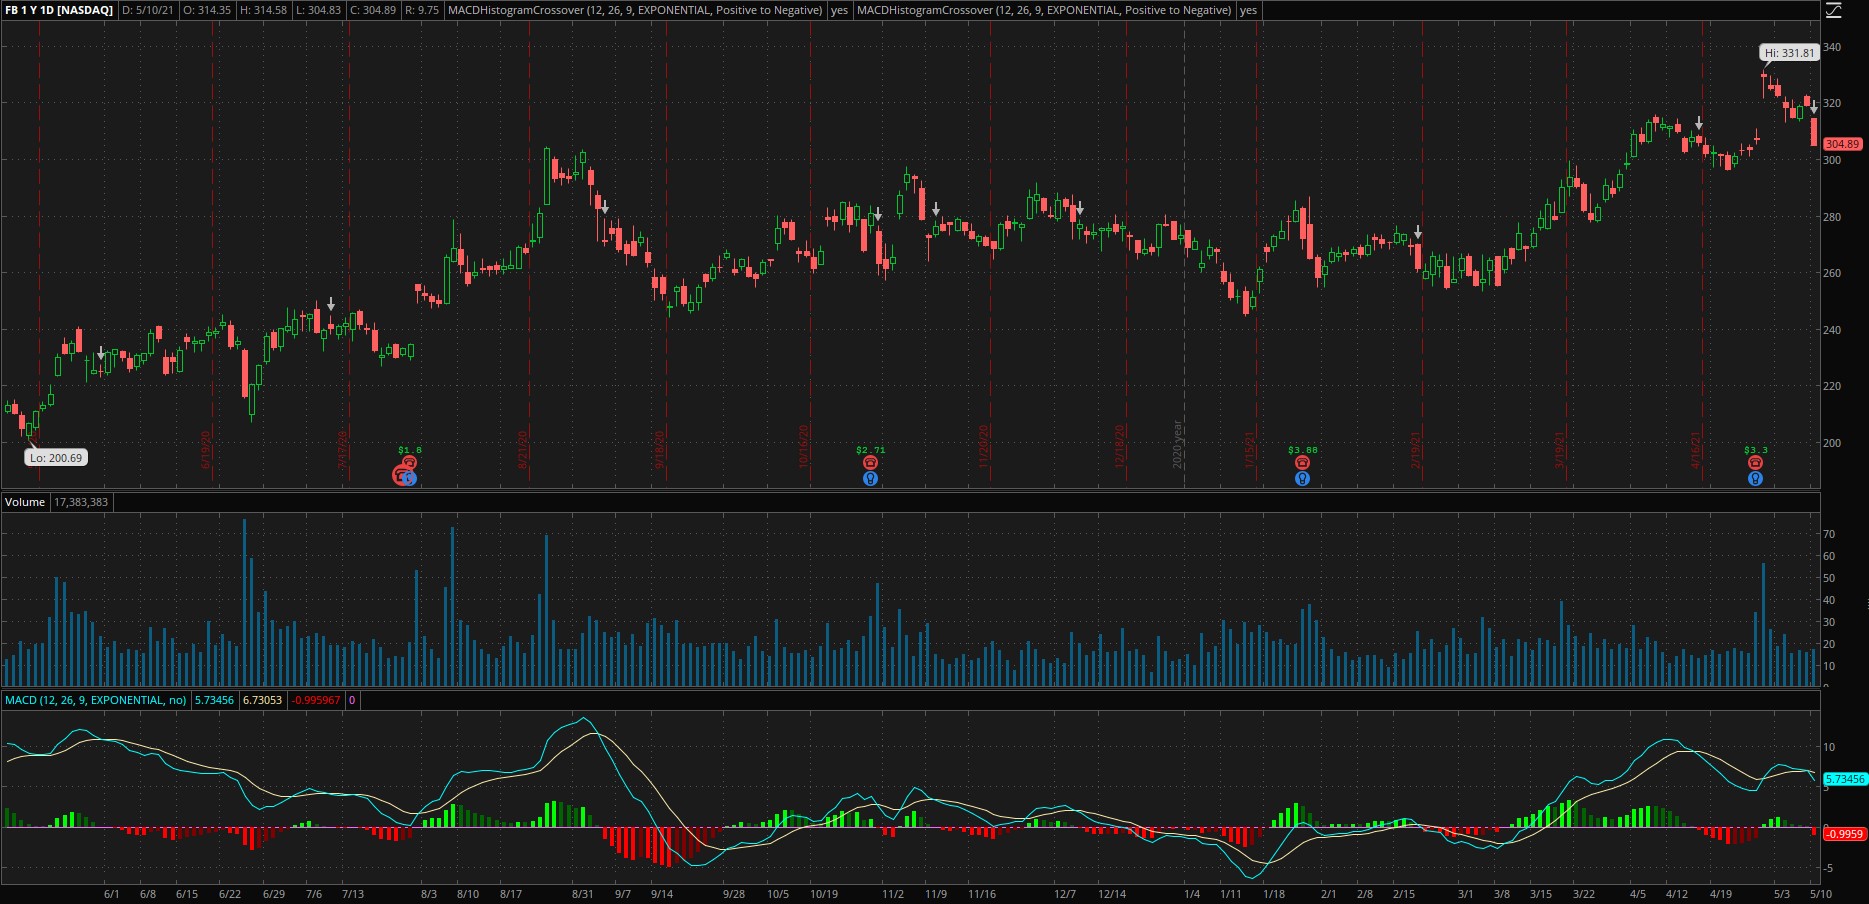 FB 1 Y 1D [NASDAQ] D: 5/10/21 O: 314.35 H: 314.58 L: 304.83 C: 304.89 R: 9.75 MACDHistogramCrossover (12, 26, 9, EXPONENTIAL, Positive to Negative) yes MACDHistogramCrossover (12, 26, 9, EXPONENTIAL, Positive to Negative) yes
340
Hi: 331.81
320
304.89
300
280
260
240
220
200
Lo: 200.69
6/19/20 7/17/20 8/21/20 9/18/20 10/16/20 11/20/20 12/18/20 2020 year 1/15/21 2/19/21 3/19/21 4/16/21
$1.8 $2.71 $3.88 $3.3
Volume 17,383,383
70
60
50
40
30
20
10
0
MACD (12, 26, 9, EXPONENTIAL, no) 5.73456 6.73053 -0.995967 0
10
5.73456
5
0
-0.9959
-5
6/1 6/8 6/15 6/22 6/29 7/6 7/13 8/3 8/10 8/17 8/31 9/7 9/14 9/28 10/5 10/19 11/2 11/9 11/16 12/7 12/14 1/4 1/11 1/18 2/1 2/8 2/15 3/1 3/8 3/15 3/22 4/5 4/12 4/19 5/3 5/10